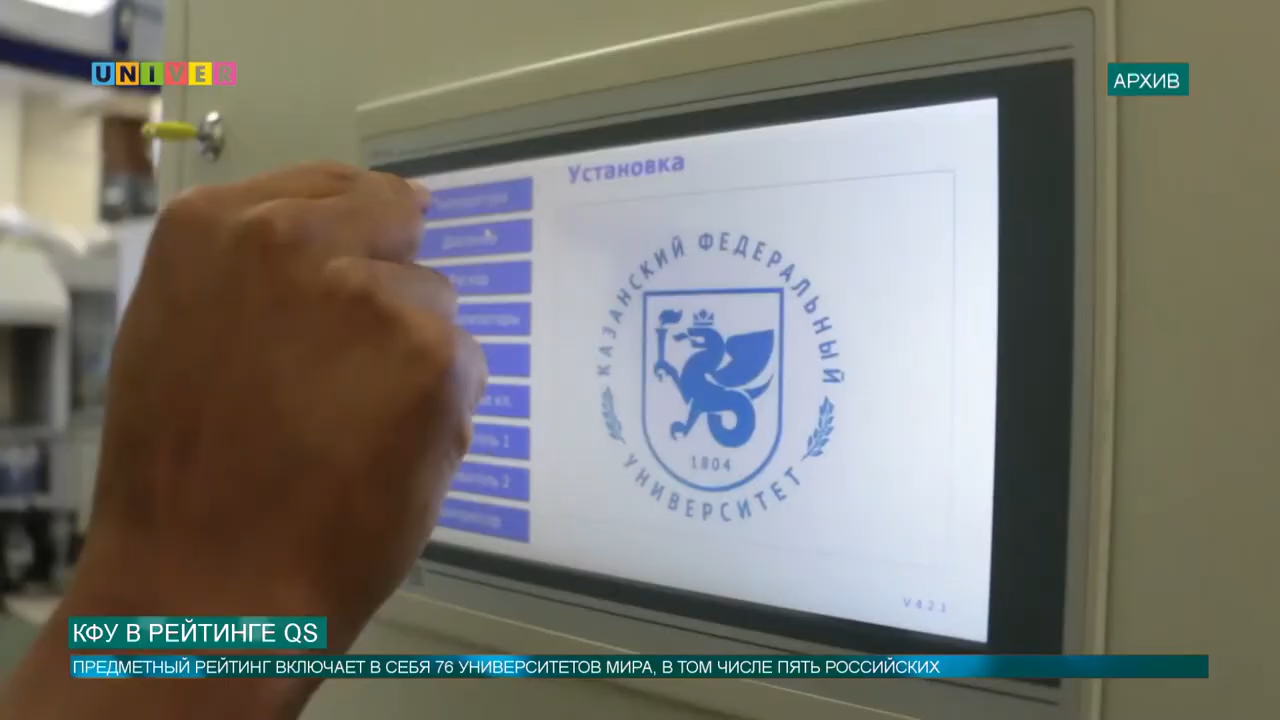 UNIVER
АРХИВ
Установка
КАЗАНСКИЙ ФЕДЕРАЛЬНЫЙ
УНИВЕРСИТЕТ
1804
V 4.2.1
КФУ В РЕЙТИНГЕ QS
ПРЕДМЕТНЫЙ РЕЙТИНГ ВКЛЮЧАЕТ В СЕБЯ 76 УНИВЕРСИТЕТОВ МИРА, В ТОМ ЧИСЛЕ ПЯТЬ РОССИЙСКИХ